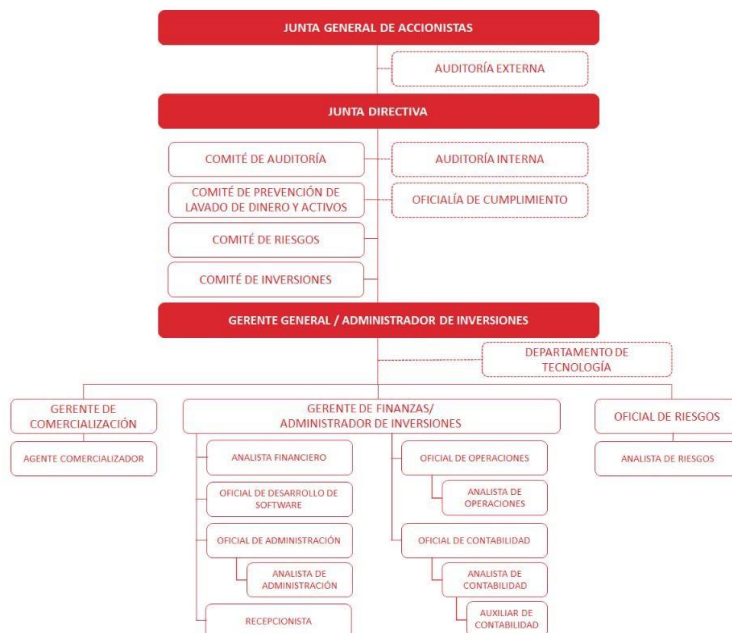 JUNTA GENERAL DE ACCIONISTAS
AUDITORÍA EXTERNA
JUNTA DIRECTIVA
COMITÉ DE AUDITORÍA
AUDITORÍA INTERNA
COMITÉ DE PREVENCIÓN DE
LAVADO DE DINERO Y ACTIVOS
OFICIALÍA DE CUMPLIMIENTO
COMITÉ DE RIESGOS
COMITÉ DE INVERSIONES
GERENTE GENERAL / ADMINISTRADOR DE INVERSIONES
DEPARTAMENTO DE
TECNOLOGÍA
GERENTE DE
COMERCIALIZACIÓN
GERENTE DE FINANZAS/
ADMINISTRADOR DE INVERSIONES
OFICIAL DE RIESGOS
AGENTE COMERCIALIZADOR
ANALISTA FINANCIERO
OFICIAL DE OPERACIONES
ANALISTA DE RIESGOS
OFICIAL DE DESARROLLO DE
SOFTWARE
ANALISTA DE
OPERACIONES
OFICIAL DE ADMINISTRACIÓN
OFICIAL DE CONTABILIDAD
ANALISTA DE
ADMINISTRACIÓN
ANALISTA DE
CONTABILIDAD
RECEPCIONISTA
AUXILIAR DE
CONTABILIDAD